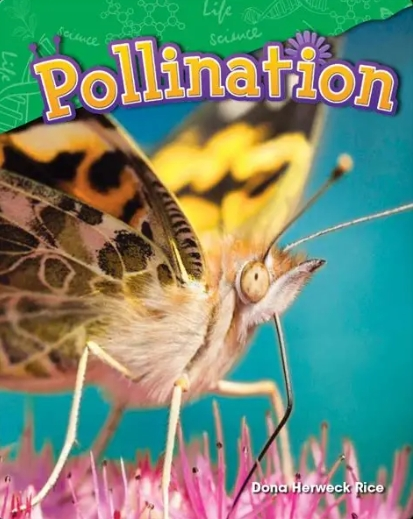 Life
science
science
Life
Pollination
Dona Herweck Rice